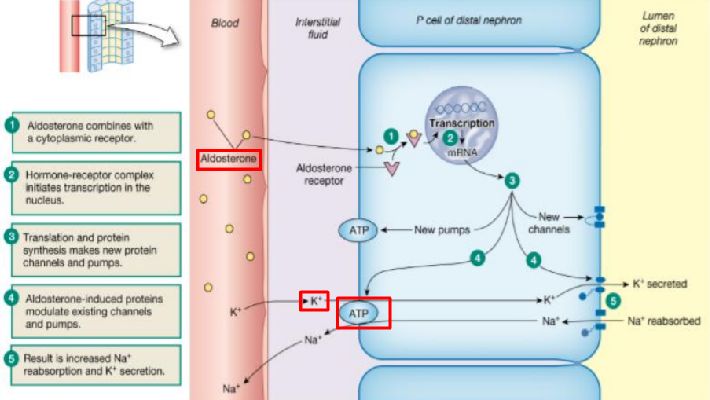 Blood
Interstitial
fluid
P cell of distal nephron
Lumen
of distal
nephron
1 Aldosterone combines with
a cytoplasmic receptor.
2 Hormone-receptor complex
initiates transcription in the
nucleus.
3 Translation and protein
synthesis makes new protein
channels and pumps.
4 Aldosterone-induced proteins
modulate existing channels
and pumps.
5 Result is increased Na⁺
reabsorption and K⁺ secretion.
Aldosterone
1
Aldosterone
receptor
Transcription
2
mRNA
3
ATP
New pumps
New
channels
4
4
K⁺
K⁺
ATP
K⁺
K⁺ secreted
5
Na⁺
Na⁺ reabsorbed
Na⁺
Na⁺